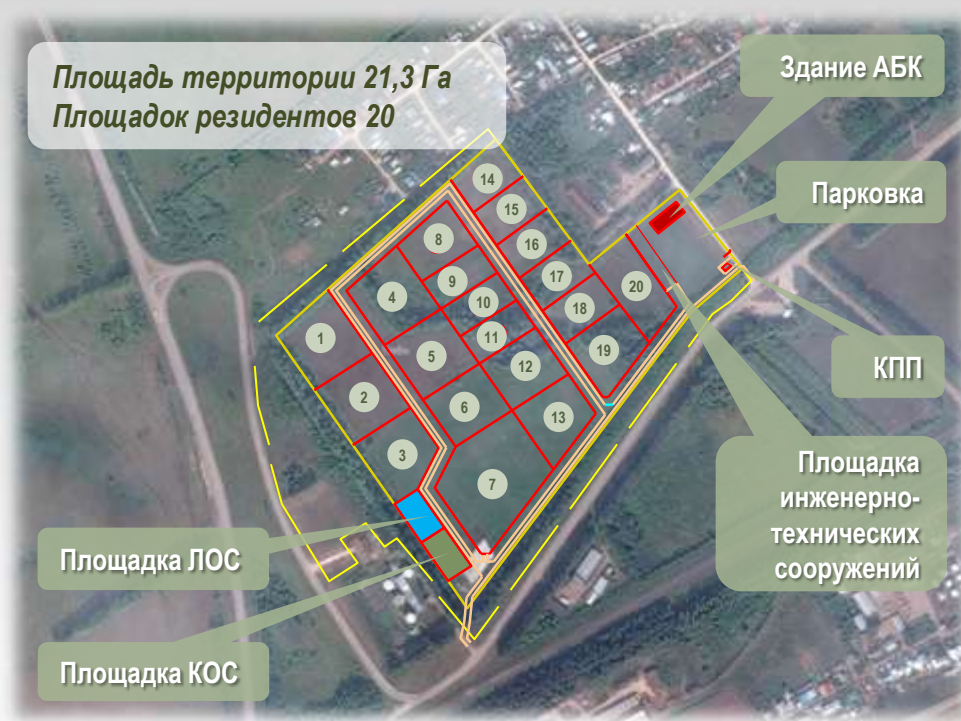 Площадь территории 21,3 Га
Площадок резидентов 20
Здание АБК
Парковка
КПП
Площадка
инженерно-
технических
сооружений
Площадка ЛОС
Площадка КОС
14
15
8
16
9
17
20
4
10
18
11
1
19
5
12
2
6
13
3
7